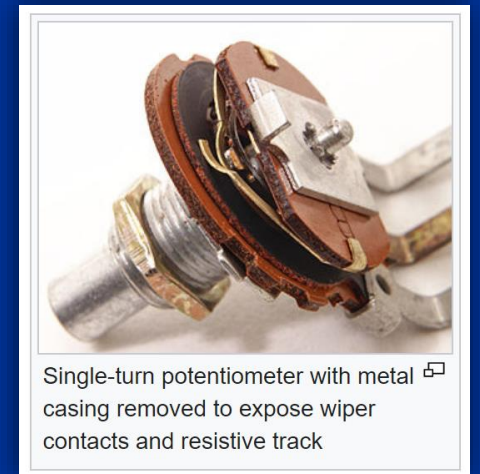 Single-turn potentiometer with metal
casing removed to expose wiper
contacts and resistive track